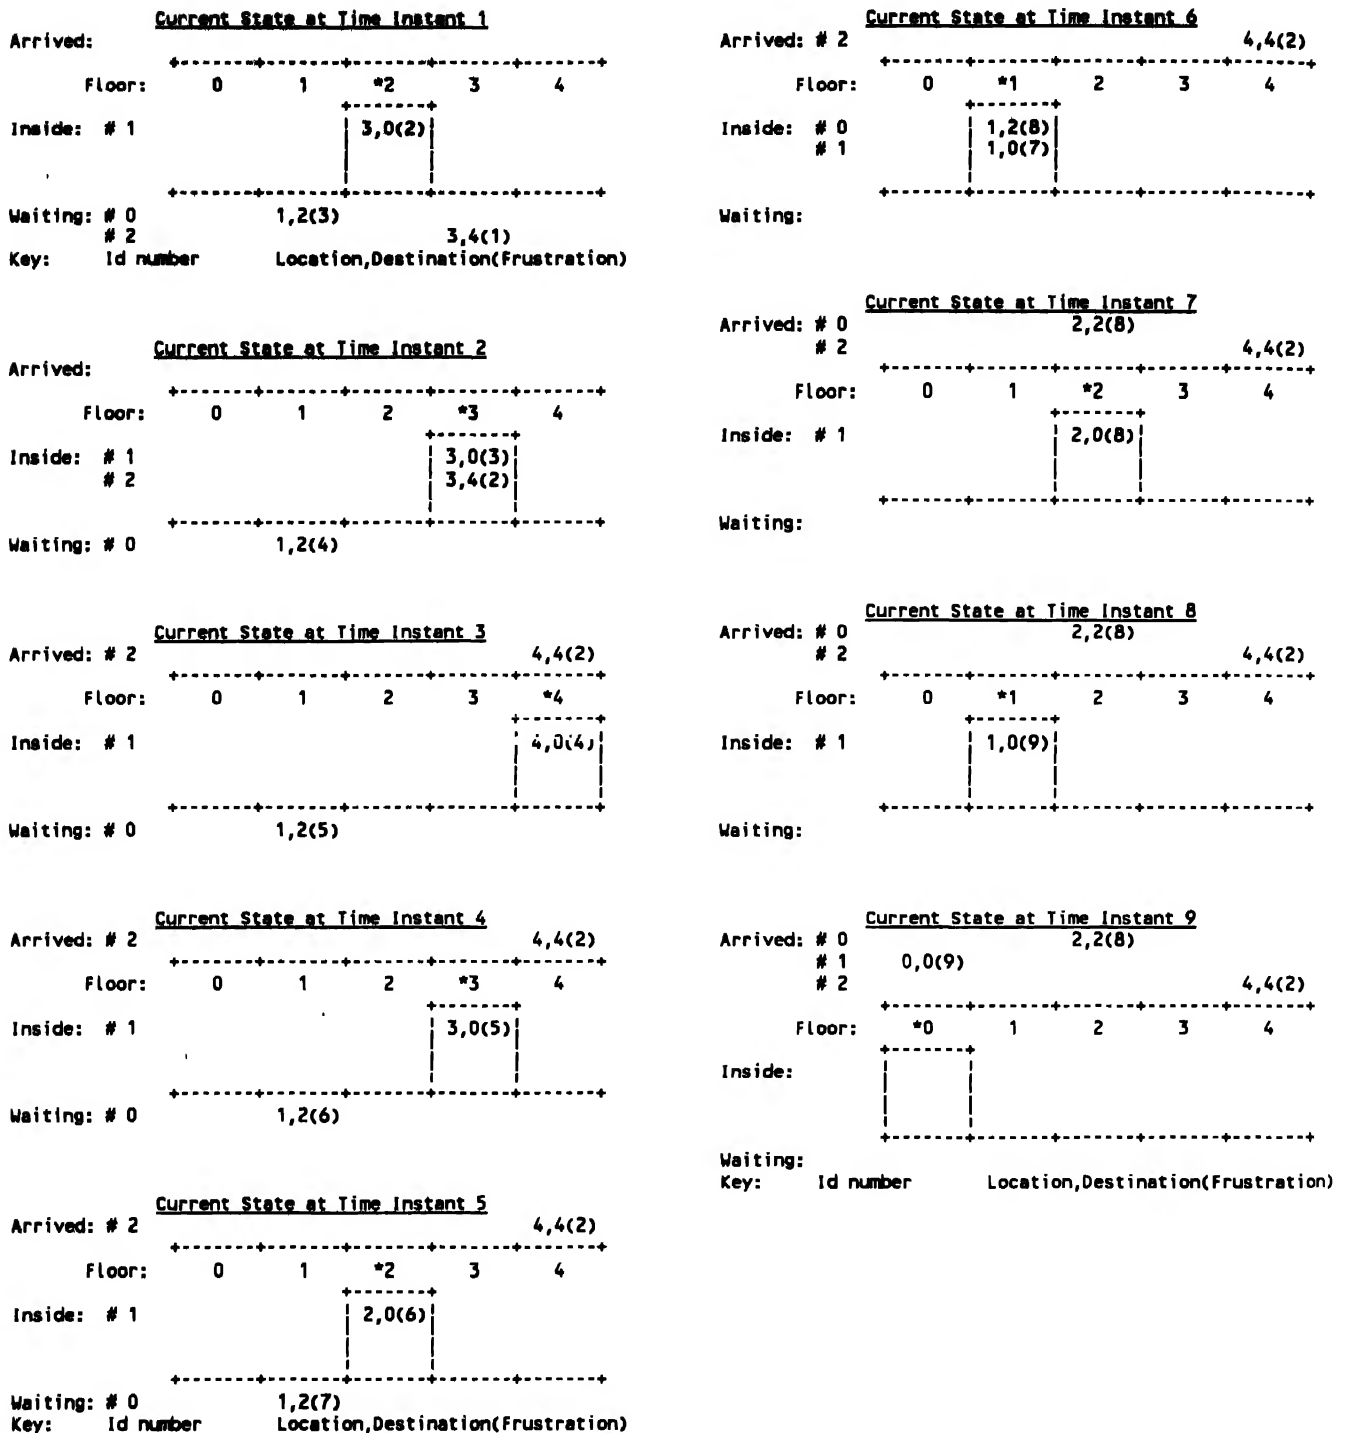 Current State at Time Instant 1
Arrived:
Floor: 0 1 *2 3 4
Inside: # 1 3,0(2)
Waiting: # 0 1,2(3)
# 2 3,4(1)
Key: Id number Location,Destination(Frustration)
Current State at Time Instant 2
Arrived:
Floor: 0 1 2 *3 4
Inside: # 1 3,0(3)
# 2 3,4(2)
Waiting: # 0 1,2(4)
Current State at Time Instant 3
Arrived: # 2 4,4(2)
Floor: 0 1 2 3 *4
Inside: # 1 4,0(4)
Waiting: # 0 1,2(5)
Current State at Time Instant 4
Arrived: # 2 4,4(2)
Floor: 0 1 2 *3 4
Inside: # 1 3,0(5)
Waiting: # 0 1,2(6)
Current State at Time Instant 5
Arrived: # 2 4,4(2)
Floor: 0 1 *2 3 4
Inside: # 1 2,0(6)
Waiting: # 0 1,2(7)
Key: Id number Location,Destination(Frustration)
Current State at Time Instant 6
Arrived: # 2 4,4(2)
Floor: 0 *1 2 3 4
Inside: # 0 1,2(8)
# 1 1,0(7)
Waiting:
Current State at Time Instant 7
Arrived: # 0 2,2(8)
# 2 4,4(2)
Floor: 0 1 *2 3 4
Inside: # 1 2,0(8)
Waiting:
Current State at Time Instant 8
Arrived: # 0 2,2(8)
# 2 4,4(2)
Floor: 0 *1 2 3 4
Inside: # 1 1,0(9)
Waiting:
Current State at Time Instant 9
Arrived: # 0 2,2(8)
# 1 0,0(9)
# 2 4,4(2)
Floor: *0 1 2 3 4
Inside:
Waiting:
Key: Id number Location,Destination(Frustration)